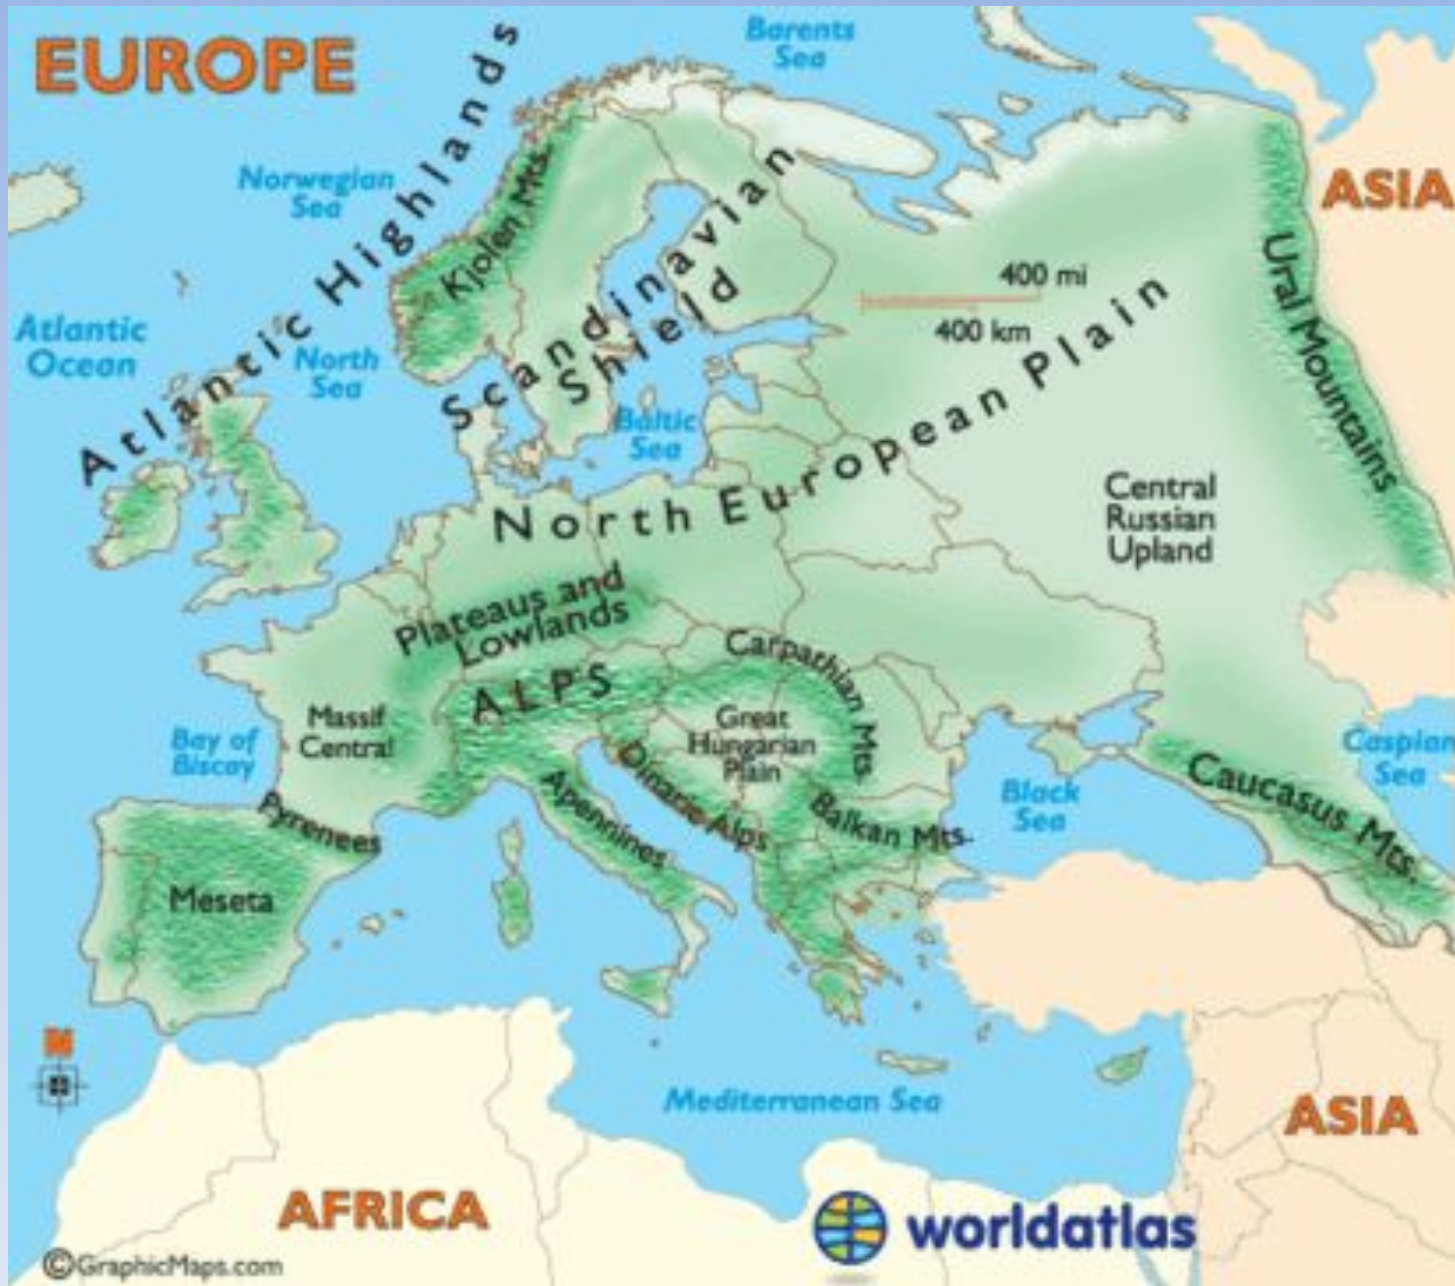 EUROPE
Barents
Sea
Atlantic Highlands
Norwegian
Sea
ASIA
Kjolen Mts.
Scandinavian
Shield
Ural Mountains
400 mi
400 km
Atlantic
Ocean
North
Sea
Baltic
Sea
North European Plain
Central
Russian
Upland
Plateaus and
Lowlands
Carpathian Mts.
ALPS
Massif
Central
Great
Hungarian
Plain
Bay of
Biscay
Caspian
Sea
Dinaric Alps
Apennines
Pyrenees
Balkan Mts.
Black
Sea
Caucasus Mts.
Meseta
N
Mediterranean Sea
ASIA
AFRICA
worldatlas
©GraphicMaps.com